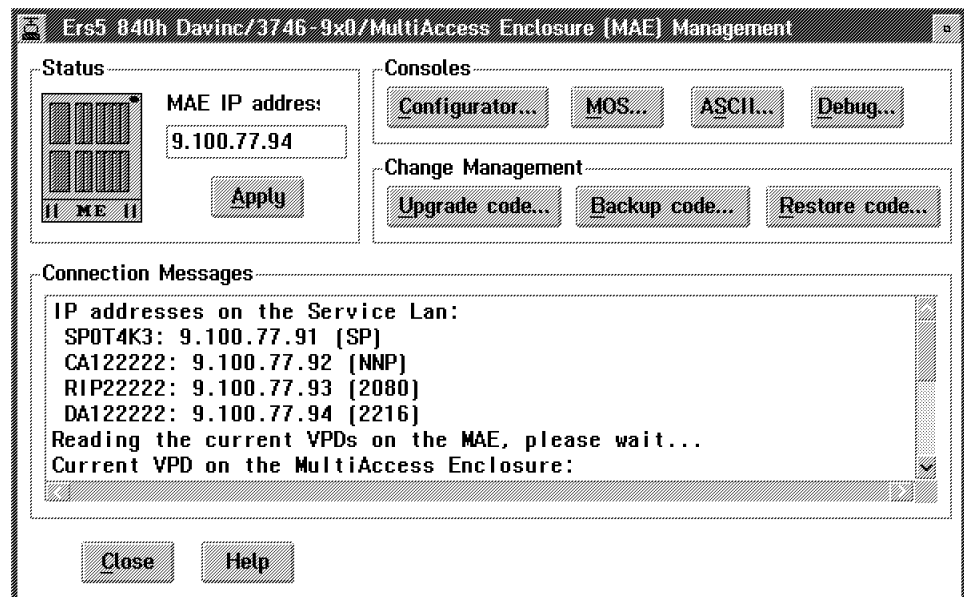 Ers5 840h Davinc/3746-9x0/MultiAccess Enclosure (MAE) Management
Status
MAE IP address
9.100.77.94
Apply
ME
Consoles
Configurator...
MOS...
ASCII...
Debug...
Change Management
Upgrade code...
Backup code...
Restore code...
Connection Messages
IP addresses on the Service Lan:
SP0T4K3: 9.100.77.91 (SP)
CA122222: 9.100.77.92 (NNP)
RIP22222: 9.100.77.93 (2080)
DA122222: 9.100.77.94 (2216)
Reading the current VPDs on the MAE, please wait...
Current VPD on the MultiAccess Enclosure:
Close
Help